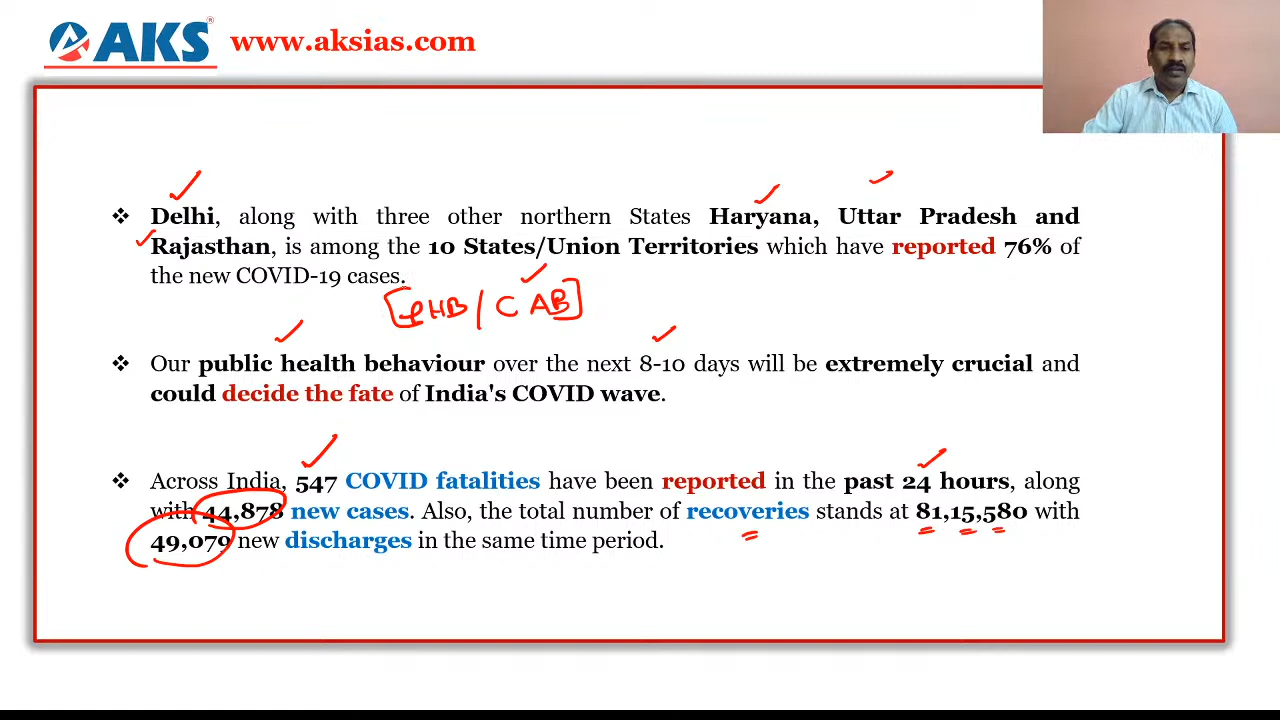 AKS www.aksias.com
Delhi, along with three other northern States Haryana, Uttar Pradesh and
Rajasthan, is among the 10 States/Union Territories which have reported 76% of
the new COVID-19 cases.
[PHB / CAB]
Our public health behaviour over the next 8-10 days will be extremely crucial and
could decide the fate of India's COVID wave.
Across India, 547 COVID fatalities have been reported in the past 24 hours, along
with 44,878 new cases. Also, the total number of recoveries stands at 81,15,580 with
49,079 new discharges in the same time period.